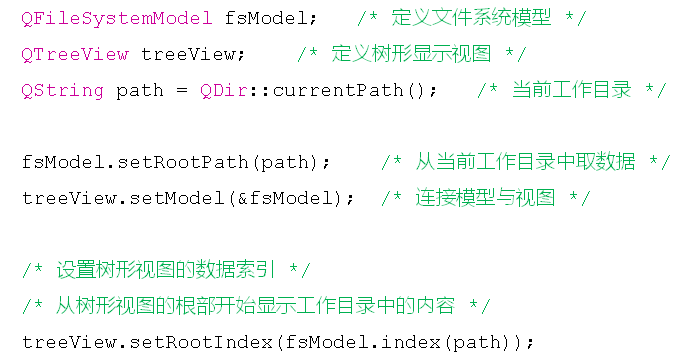 QFileSystemModel fsModel; /* 定义文件系统模型 */
QTreeView treeView; /* 定义树形显示视图 */
QString path = QDir::currentPath(); /* 当前工作目录 */
fsModel.setRootPath(path); /* 从当前工作目录中取数据 */
treeView.setModel(&fsModel); /* 连接模型与视图 */
/* 设置树形视图的数据索引 */
/* 从树形视图的根部开始显示工作目录中的内容 */
treeView.setRootIndex(fsModel.index(path));